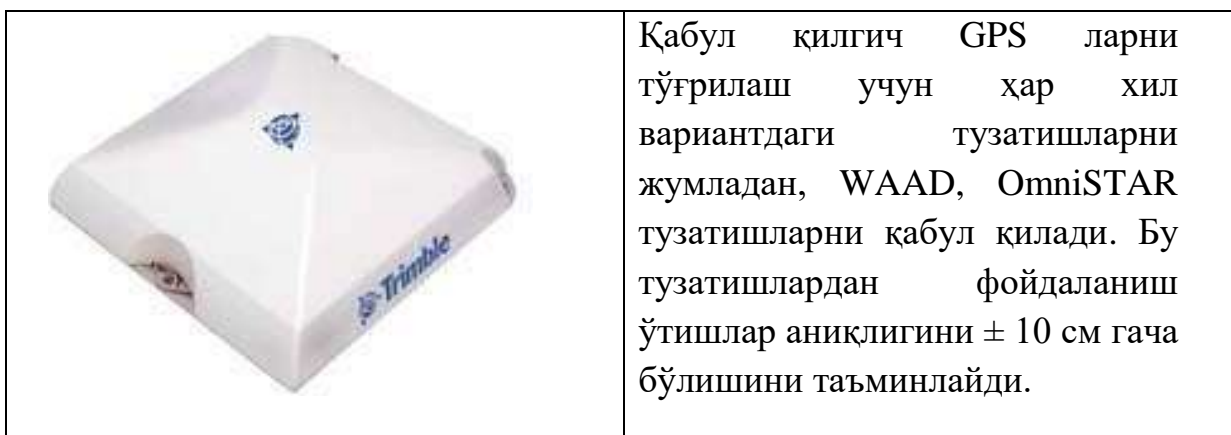 Trimble
Қабул қилгич GPS ларни
тўғрилаш учун ҳар хил
вариантдаги тузатишларни
жумладан, WAAD, OmniSTAR
тузатишларни қабул қилади. Бу
тузатишлардан фойдаланиш
ўтишлар аниқлигини ± 10 см гача
бўлишини таъминлайди.